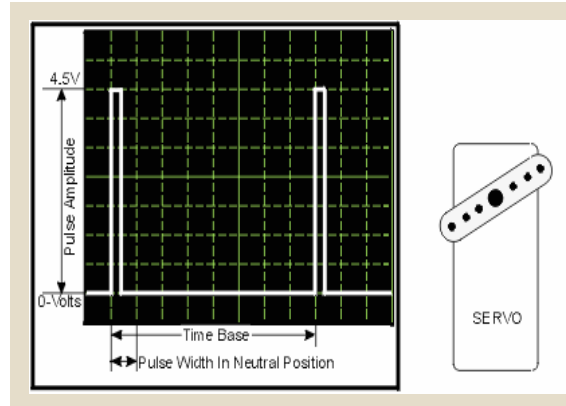 4.5V
Pulse Amplitude
0-Volts
Time Base
Pulse Width In Neutral Position
SERVO